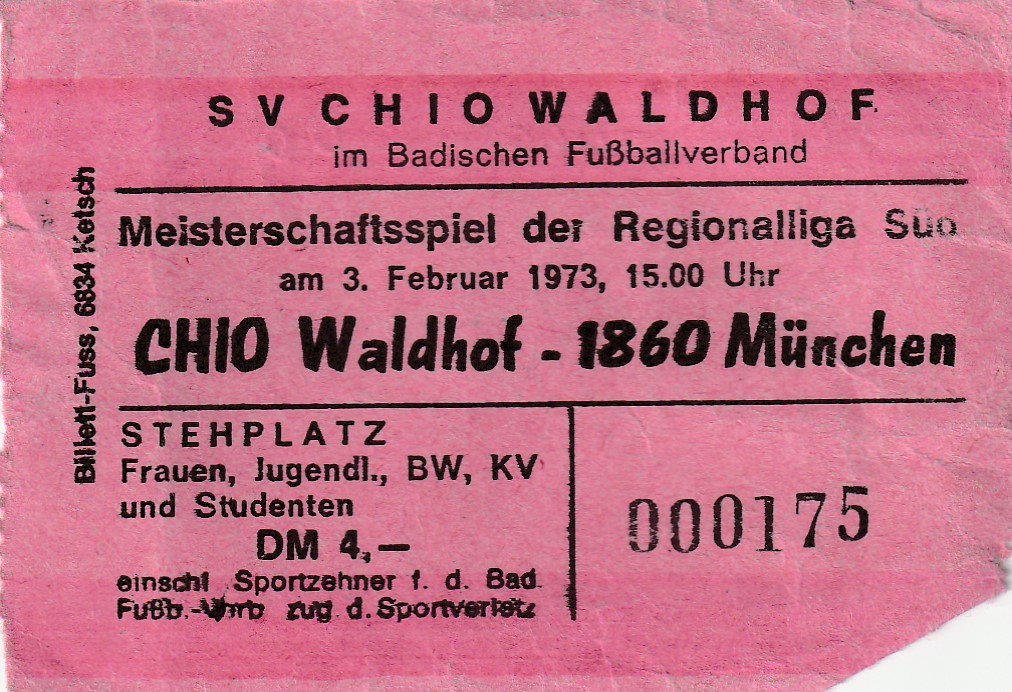 SV CHIO WALDHOF
im Badischen Fußballverband
Meisterschaftsspiel der Regionalliga Süd
am 3. Februar 1973, 15.00 Uhr
CHIO Waldhof - 1860 München
STEHPLATZ
Frauen, Jugendl., BW, KV
und Studenten
DM 4,—
einschl. Sportzehner f. d. Bad.
Fußb.- zug d. Sportverletz
000175
Billett-Fuss, 6834 Ketsch